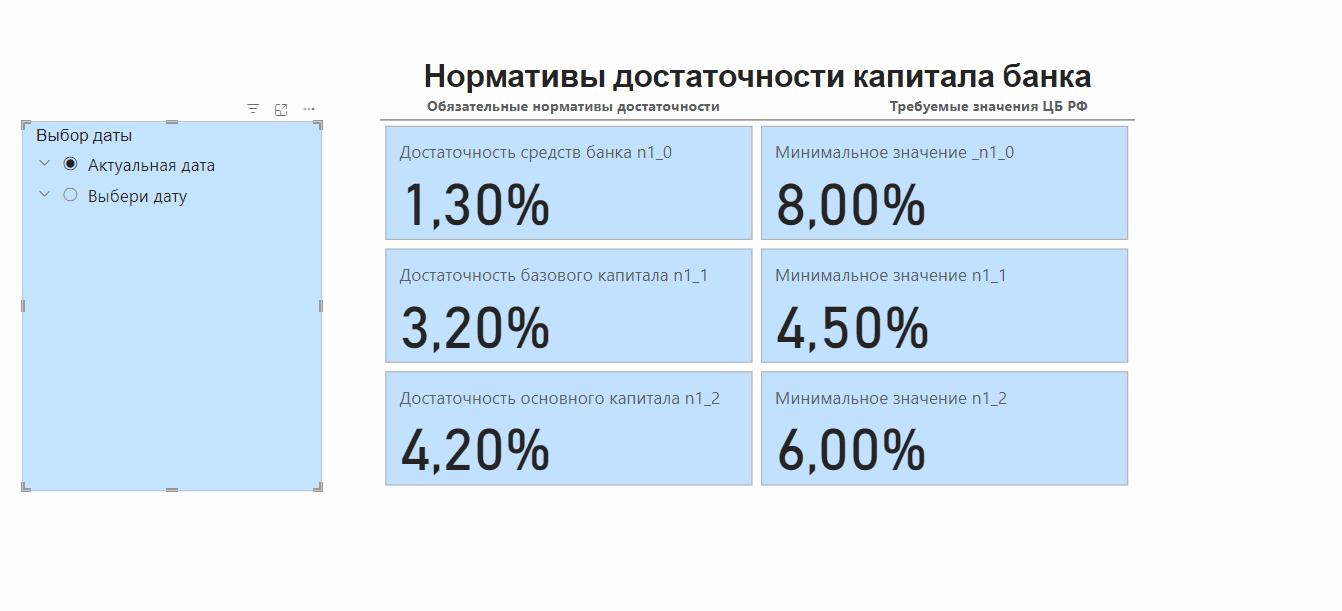 Нормативы достаточности капитала банка
Обязательные нормативы достаточности
Требуемые значения ЦБ РФ
Выбор даты
Актуальная дата
Выбери дату
Достаточность средств банка n1_0
1,30%
Минимальное значение _n1_0
8,00%
Достаточность базового капитала n1_1
3,20%
Минимальное значение n1_1
4,50%
Достаточность основного капитала n1_2
4,20%
Минимальное значение n1_2
6,00%